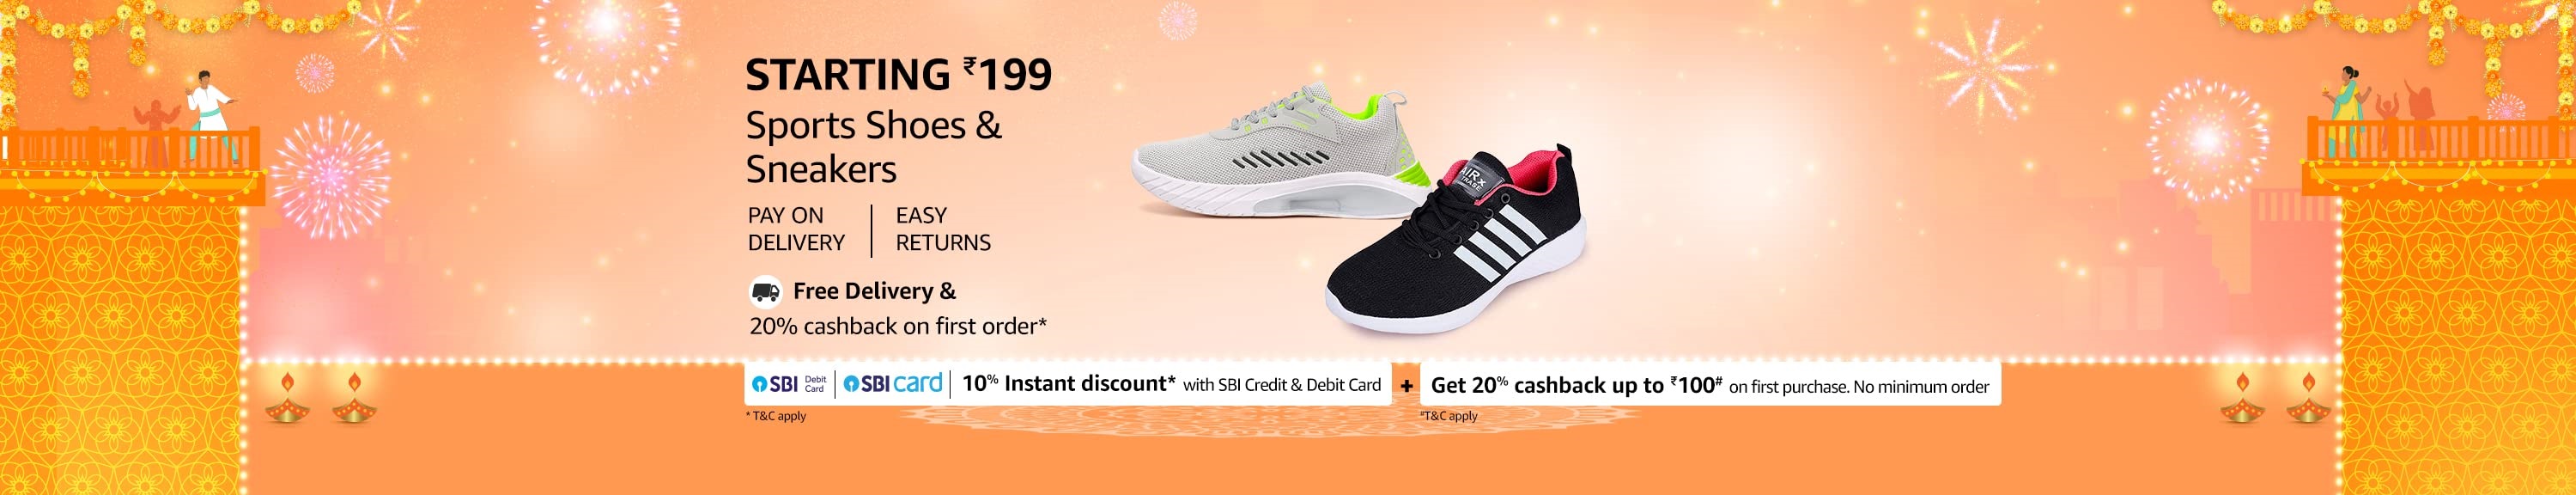 STARTING ₹199
Sports Shoes &
Sneakers
PAY ON
DELIVERY
EASY
RETURNS
Free Delivery &
20% cashback on first order*
SBI Debit Card | SBI card | 10% Instant discount* with SBI Credit & Debit Card + Get 20% cashback up to ₹100# on first purchase. No minimum order
* T&C apply
#T&C apply
AIRx